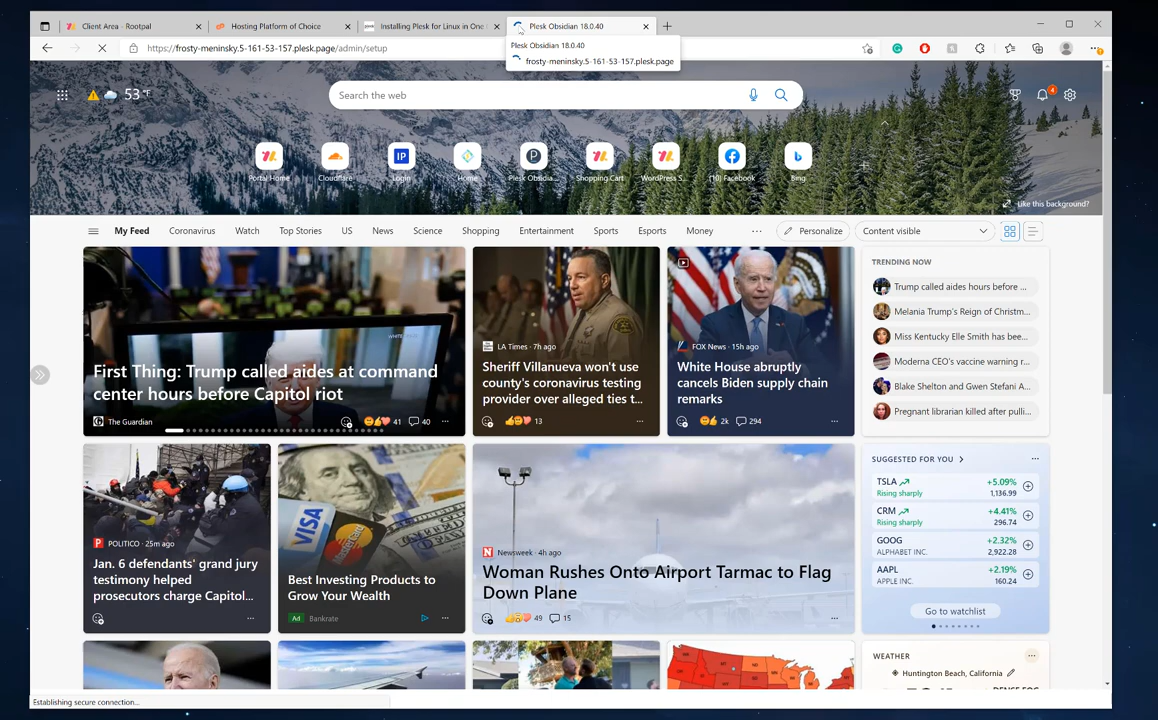 Client Area - Rootpal
Hosting Platform of Choice
Installing Plesk for Linux in One
Plesk Obsidian 18.0.40
https://frosty-meninsky.5-161-53-157.plesk.page/admin/setup
Plesk Obsidian 18.0.40
frosty-meninsky.5-161-53-157.plesk.page
53 °F
Search the web
4
Portal Home
Cloudflare
Login
Home
Plesk Obsidia...
Shopping Cart
WordPress S...
(10) Facebook
Bing
Like this background?
My Feed
Coronavirus
Watch
Top Stories
US
News
Science
Shopping
Entertainment
Sports
Esports
Money
Personalize
Content visible
First Thing: Trump called aides at command
center hours before Capitol riot
The Guardian
41
40
LA Times · 7h ago
Sheriff Villanueva won't use
county's coronavirus testing
provider over alleged ties t...
13
FOX News · 15h ago
White House abruptly
cancels Biden supply chain
remarks
2k
294
TRENDING NOW
Trump called aides hours before ...
Melania Trump's Reign of Christm...
Miss Kentucky Elle Smith has bee...
Moderna CEO's vaccine warning r...
Blake Shelton and Gwen Stefani A...
Pregnant librarian killed after pulli...
POLITICO · 25m ago
Jan. 6 defendants' grand jury
testimony helped
prosecutors charge Capitol...
VISA
Best Investing Products to
Grow Your Wealth
Ad Bankrate
Newsweek · 4h ago
Woman Rushes Onto Airport Tarmac to Flag
Down Plane
49
15
SUGGESTED FOR YOU
TSLA
Rising sharply
+5.09%
1,136.99
CRM
Rising sharply
+4.41%
296.74
GOOG
ALPHABET INC.
+2.32%
2,922.28
AAPL
APPLE INC.
+2.19%
160.24
Go to watchlist
WEATHER
Huntington Beach, California
Establishing secure connection...